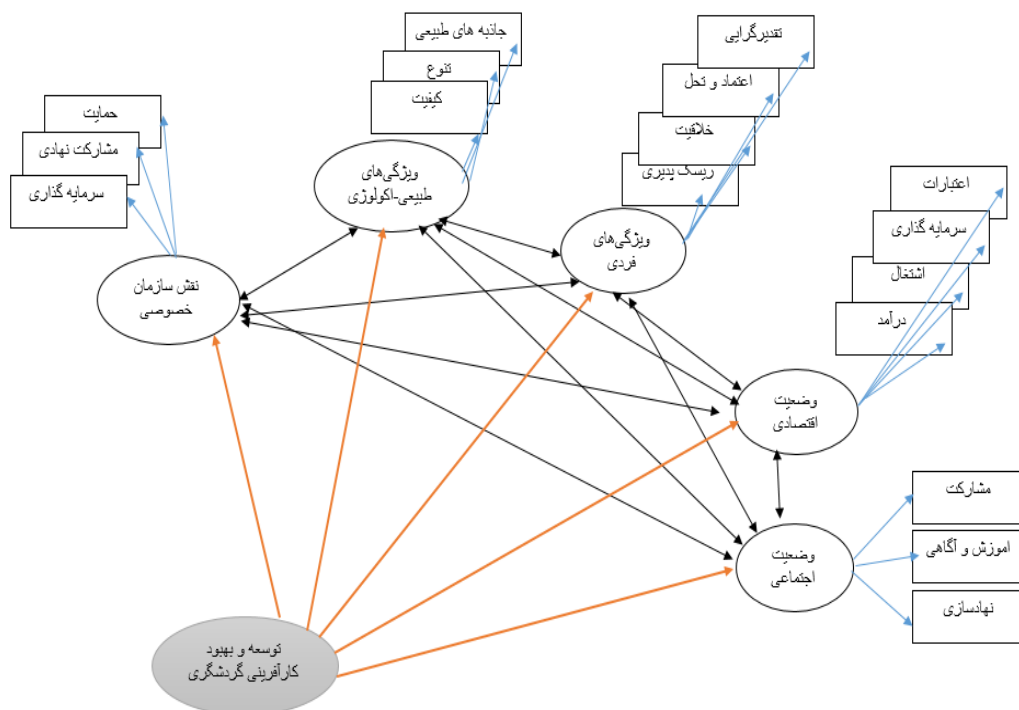 جاذبه های طبیعی
تنوع
کیفیت
تقدیرگرایی
اعتماد و تحل
خلاقیت
ریسک پذیری
حمایت
مشارکت نهادی
سرمایه گذاری
اعتبارات
سرمایه گذاری
اشتغال
درآمد
ویژگی‌های
طبیعی-اکولوژی
ویژگی‌های
فردی
نقش سازمان
خصوصی
وضعیت
اقتصادی
وضعیت
اجتماعی
مشارکت
اموزش و آگاهی
نهادسازی
توسعه و بهبود
کارآفرینی گردشگری